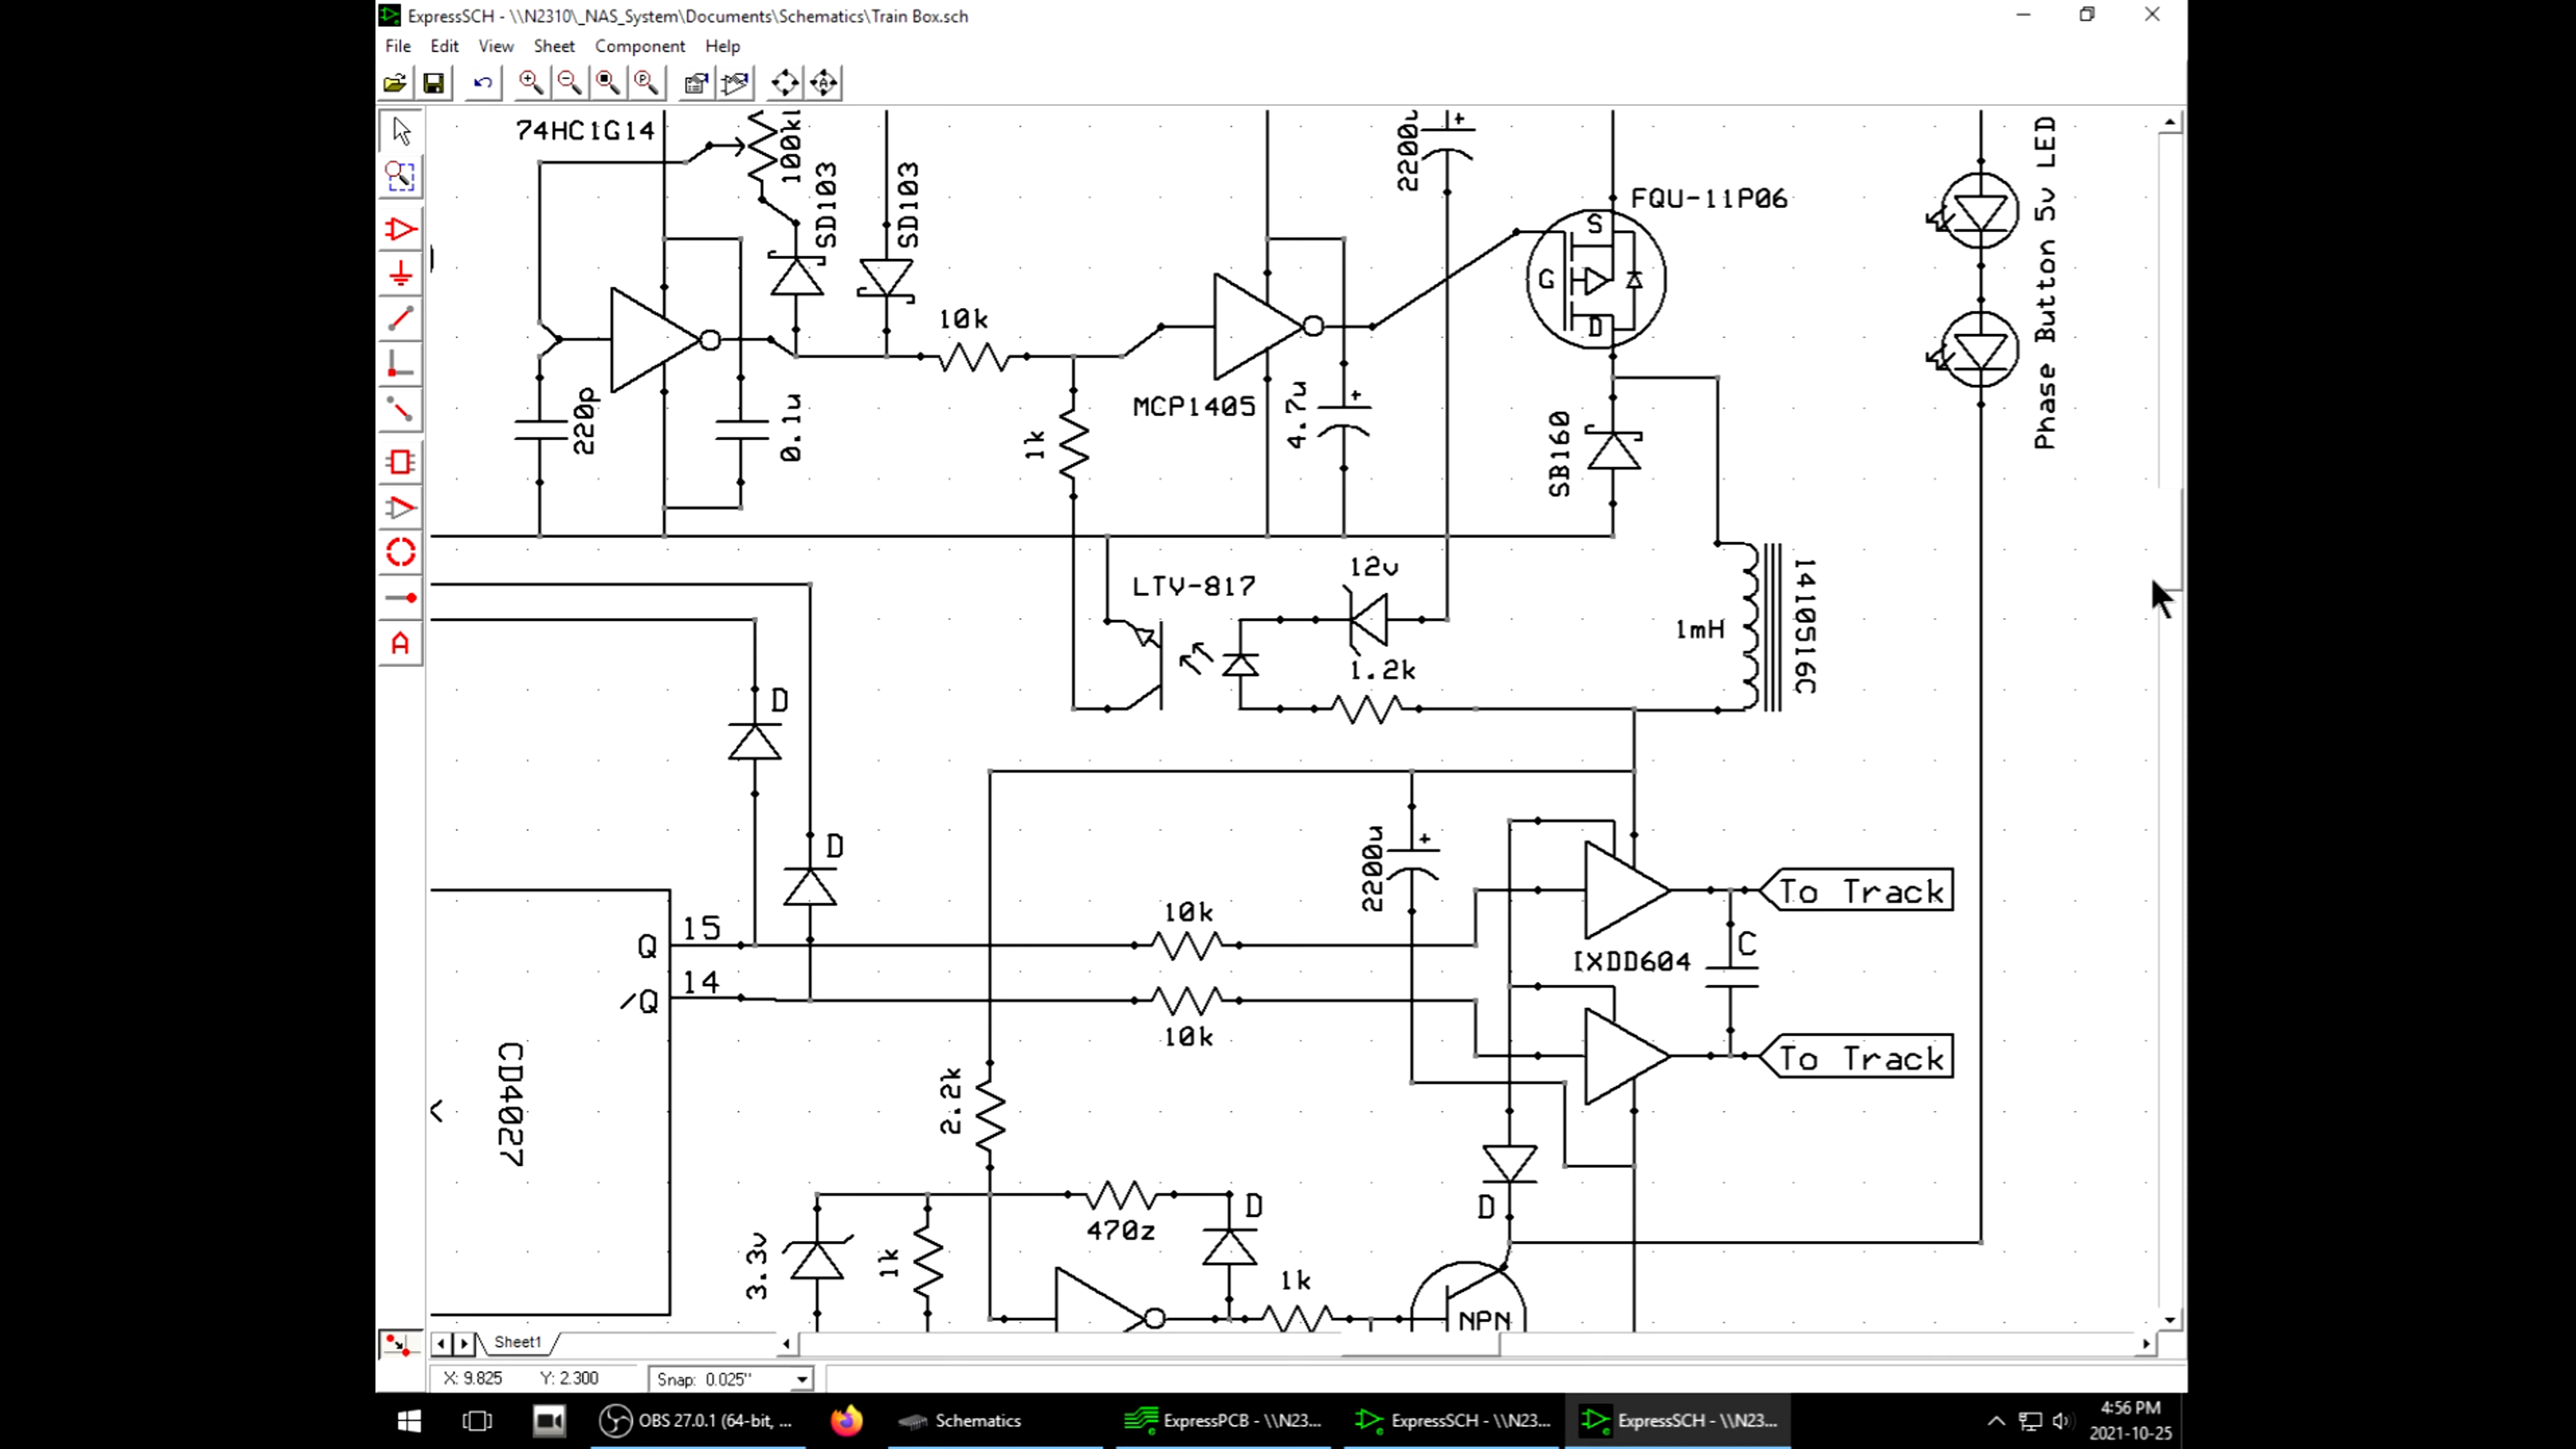 ExpressSCH - \\N2310\_NAS_System\Documents\Schematics\Train Box.sch
File Edit View Sheet Component Help
74HC1G14
SD103
SD103
2200u
FQU-11P06
S
G
D
Phase Button 5v LED
10k
220p
0.1u
1k
MCP1405
4.7u
SB160
LTV-817
12v
1.2k
1mH
1410516C
D
D
2200u
Q
15
10k
To Track
IXDD604
C
/Q
14
10k
To Track
CD4027
2.2k
D
470z
D
3.3v
1k
1k
NPN
Sheet1
X: 9.825 Y: 2.300 Snap: 0.025"
OBS 27.0.1 (64-bit, ...
Schematics
ExpressPCB - \\N23...
ExpressSCH - \\N23...
ExpressSCH - \\N23...
4:56 PM
2021-10-25